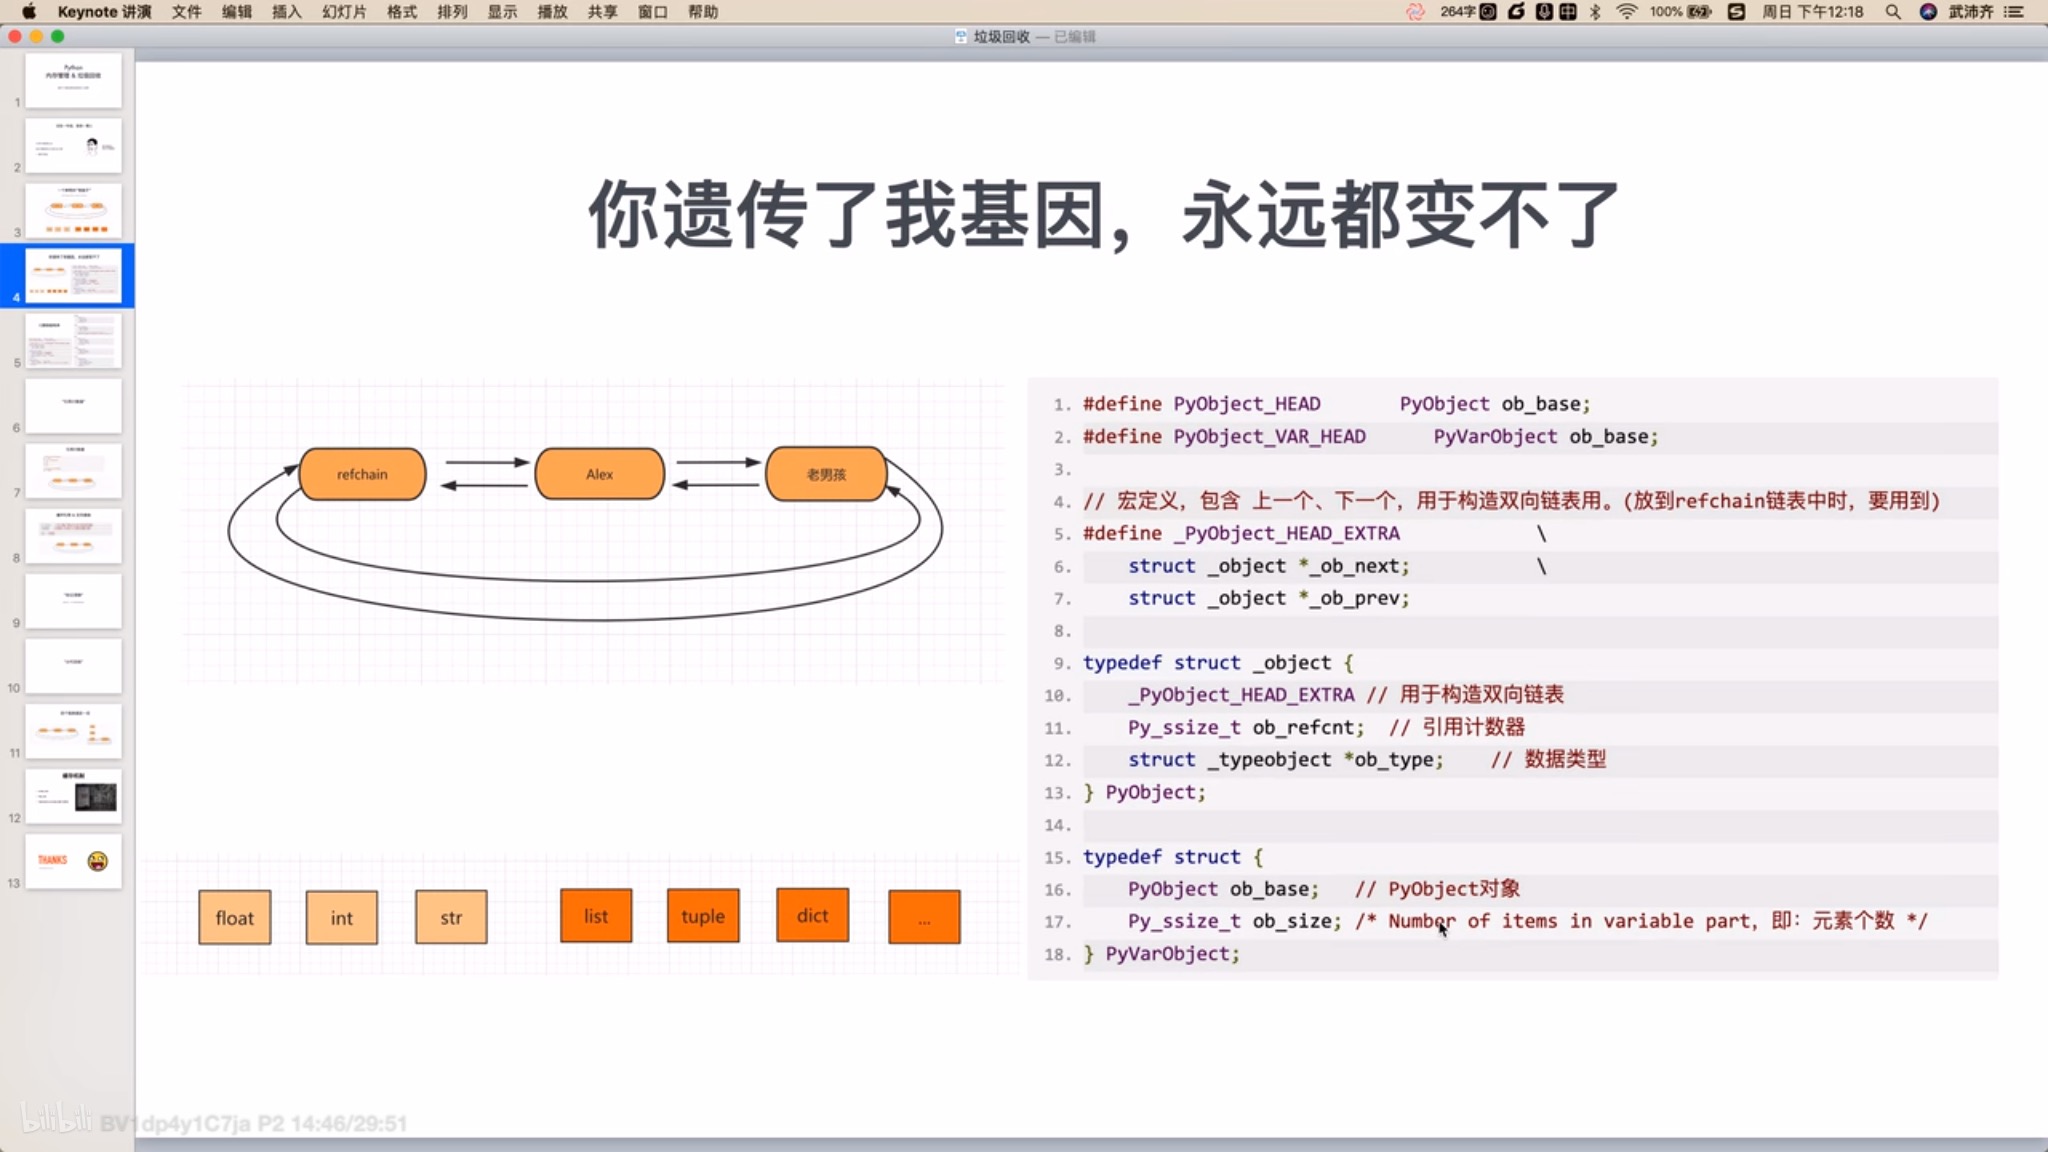 Keynote 讲演 文件 编辑 插入 幻灯片 格式 排列 显示 播放 共享 窗口 帮助 264字 100% 周日 下午12:18 武沛齐
垃圾回收 — 已编辑
1
2
3
4
5
6
7
8
9
10
11
12
13
THANKS
你遗传了我基因，永远都变不了
refchain
Alex
老男孩
float
int
str
list
tuple
dict
...
1. #define PyObject_HEAD PyObject ob_base;
2. #define PyObject_VAR_HEAD PyVarObject ob_base;
3.
4. // 宏定义，包含 上一个、下一个，用于构造双向链表用。(放到refchain链表中时，要用到)
5. #define _PyObject_HEAD_EXTRA \
6. struct _object *_ob_next; \
7. struct _object *_ob_prev;
8.
9. typedef struct _object {
10. _PyObject_HEAD_EXTRA // 用于构造双向链表
11. Py_ssize_t ob_refcnt; // 引用计数器
12. struct _typeobject *ob_type; // 数据类型
13. } PyObject;
14.
15. typedef struct {
16. PyObject ob_base; // PyObject对象
17. Py_ssize_t ob_size; /* Number of items in variable part，即：元素个数 */
18. } PyVarObject;
bilibili BV1dp4y1C7ja P2 14:46/29:51